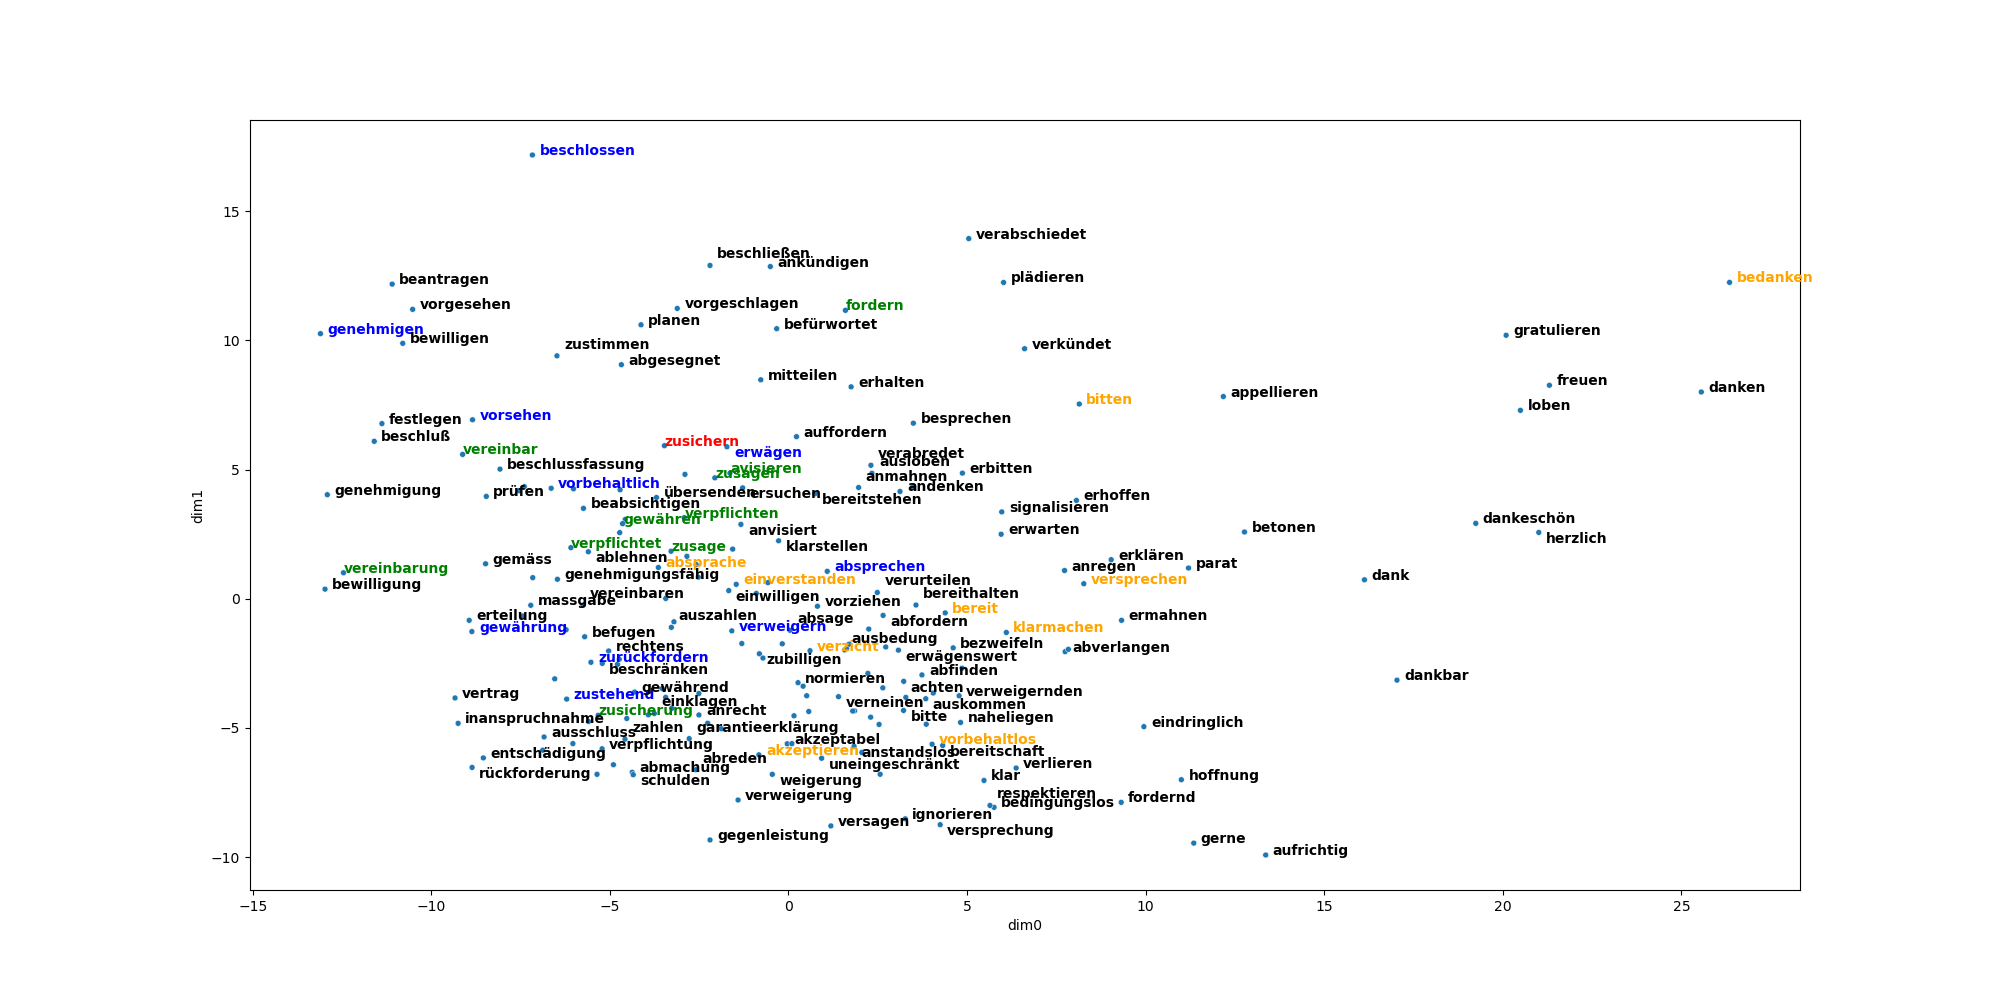 beschlossen
15
verabschiedet
beschließen
ankündigen
beantragen
plädieren
bedanken
vorgesehen
vorgeschlagen
fordern
planen
befürwortet
genehmigen
gratulieren
10
bewilligen
zustimmen
verkündet
abgesegnet
mitteilen
erhalten
freuen
danken
appellieren
bitten
loben
festlegen
vorsehen
besprechen
beschluß
auffordern
zusichern
vereinbar
erwägen
verabredet
ausloben
beschlussfassung
avisieren
erbitten
5
zusagen
anmahnen
vorbehaltlich
andenken
genehmigung
prüfen
übersenden
ersuchen
erhoffen
bereitstehen
beabsichtigen
signalisieren
dim1
verpflichten
gewähren
dankeschön
anvisiert
erwarten
betonen
herzlich
verpflichtet
zusage
klarstellen
gemäss
ablehnen
erklären
absprache
parat
vereinbarung
absprechen
anregen
genehmigungsfähig
dank
bewilligung
einverstanden
verurteilen
versprechen
0
vereinbaren
einwilligen
bereithalten
massgabe
vorziehen
bereit
erteilung
auszahlen
absage
abfordern
ermahnen
gewährung
befugen
verweigern
klarmachen
rechtens
ausbedung
verzicht
bezweifeln
abverlangen
zurückfordern
zubilligen
erwägenswert
beschränken
abfinden
dankbar
normieren
gewährend
achten
vertrag
zustehend
einklagen
verneinen
verweigernden
auskommen
zusicherung
anrecht
bitte
naheliegen
−5
inanspruchnahme
zahlen
garantieerklärung
eindringlich
ausschluss
akzeptabel
vorbehaltlos
verpflichtung
akzeptieren
anstandslos
bereitschaft
entschädigung
abreden
uneingeschränkt
verlieren
rückforderung
abmachung
schulden
weigerung
klar
hoffnung
verweigerung
respektieren
bedingungslos
fordernd
ignorieren
versagen
versprechung
gegenleistung
gerne
−10
aufrichtig
−15 −10 −5 0 5 10 15 20 25
dim0